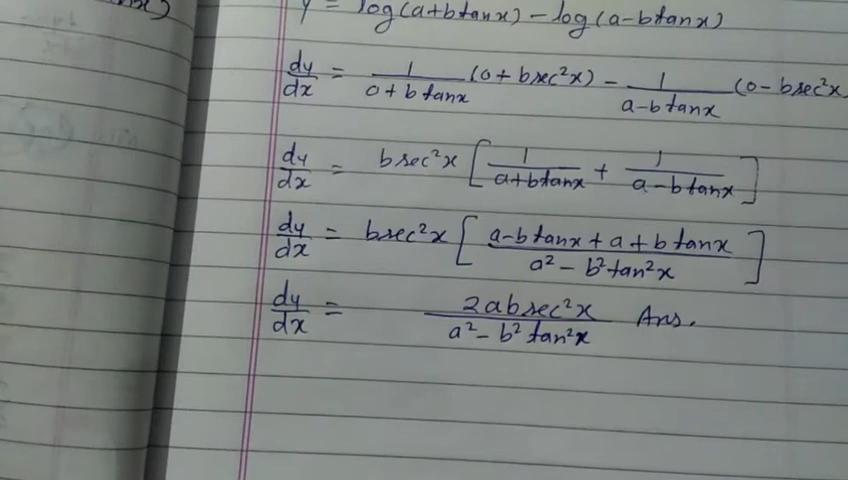 y = log(a+btanx) - log(a-btanx)
dy/dx = 1/(0+btanx) (0+bsec²x) - 1/(a-btanx) (0-bsec²x
dy/dx = bsec²x [ 1/(a+btanx) + 1/(a-btanx) ]
dy/dx = bsec²x [ (a-btanx+a+btanx)/(a²-b²tan²x) ]
dy/dx = 2absec²x/(a²-b²tan²x) Ans.